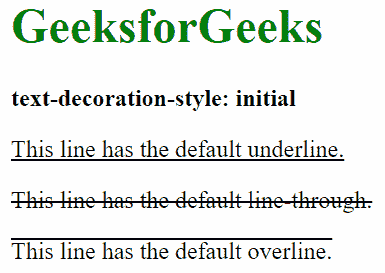 GeeksforGeeks
text-decoration-style: initial
This line has the default underline.
This line has the default line-through.
This line has the default overline.